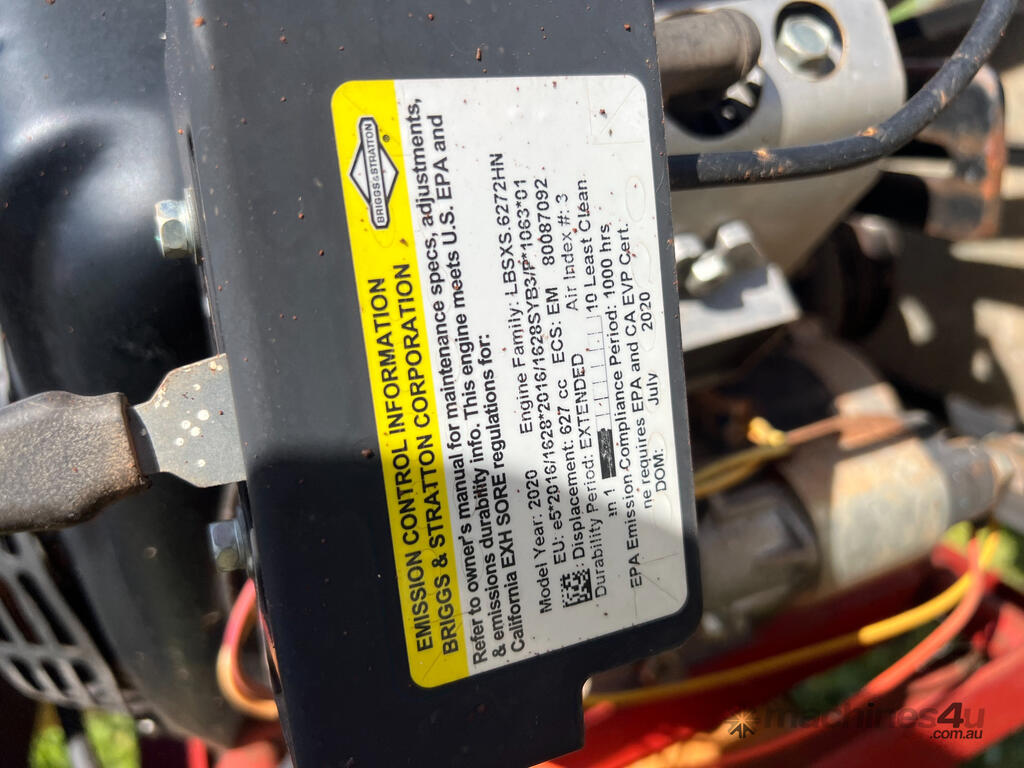 BRIGGS&STRATTON
EMISSION CONTROL INFORMATION
BRIGGS & STRATTON CORPORATION
Refer to owner's manual for maintenance specs, adjustments,
& emissions durability info. This engine meets U.S. EPA and
California EXH SORE regulations for:
Model Year: 2020 Engine Family: LBSXS.6272HN
EU: e5*2016/1628*2016/1628SYB3/P*1063*01
: Displacement: 627 cc ECS: EM 80087092
Durability Period: EXTENDED Air Index #: 3
in 1 10 Least Clean
EPA Emission Compliance Period: 1000 hrs
ne requires EPA and CA EVP Cert.
DOM: July 2020
machines4u
.com.au